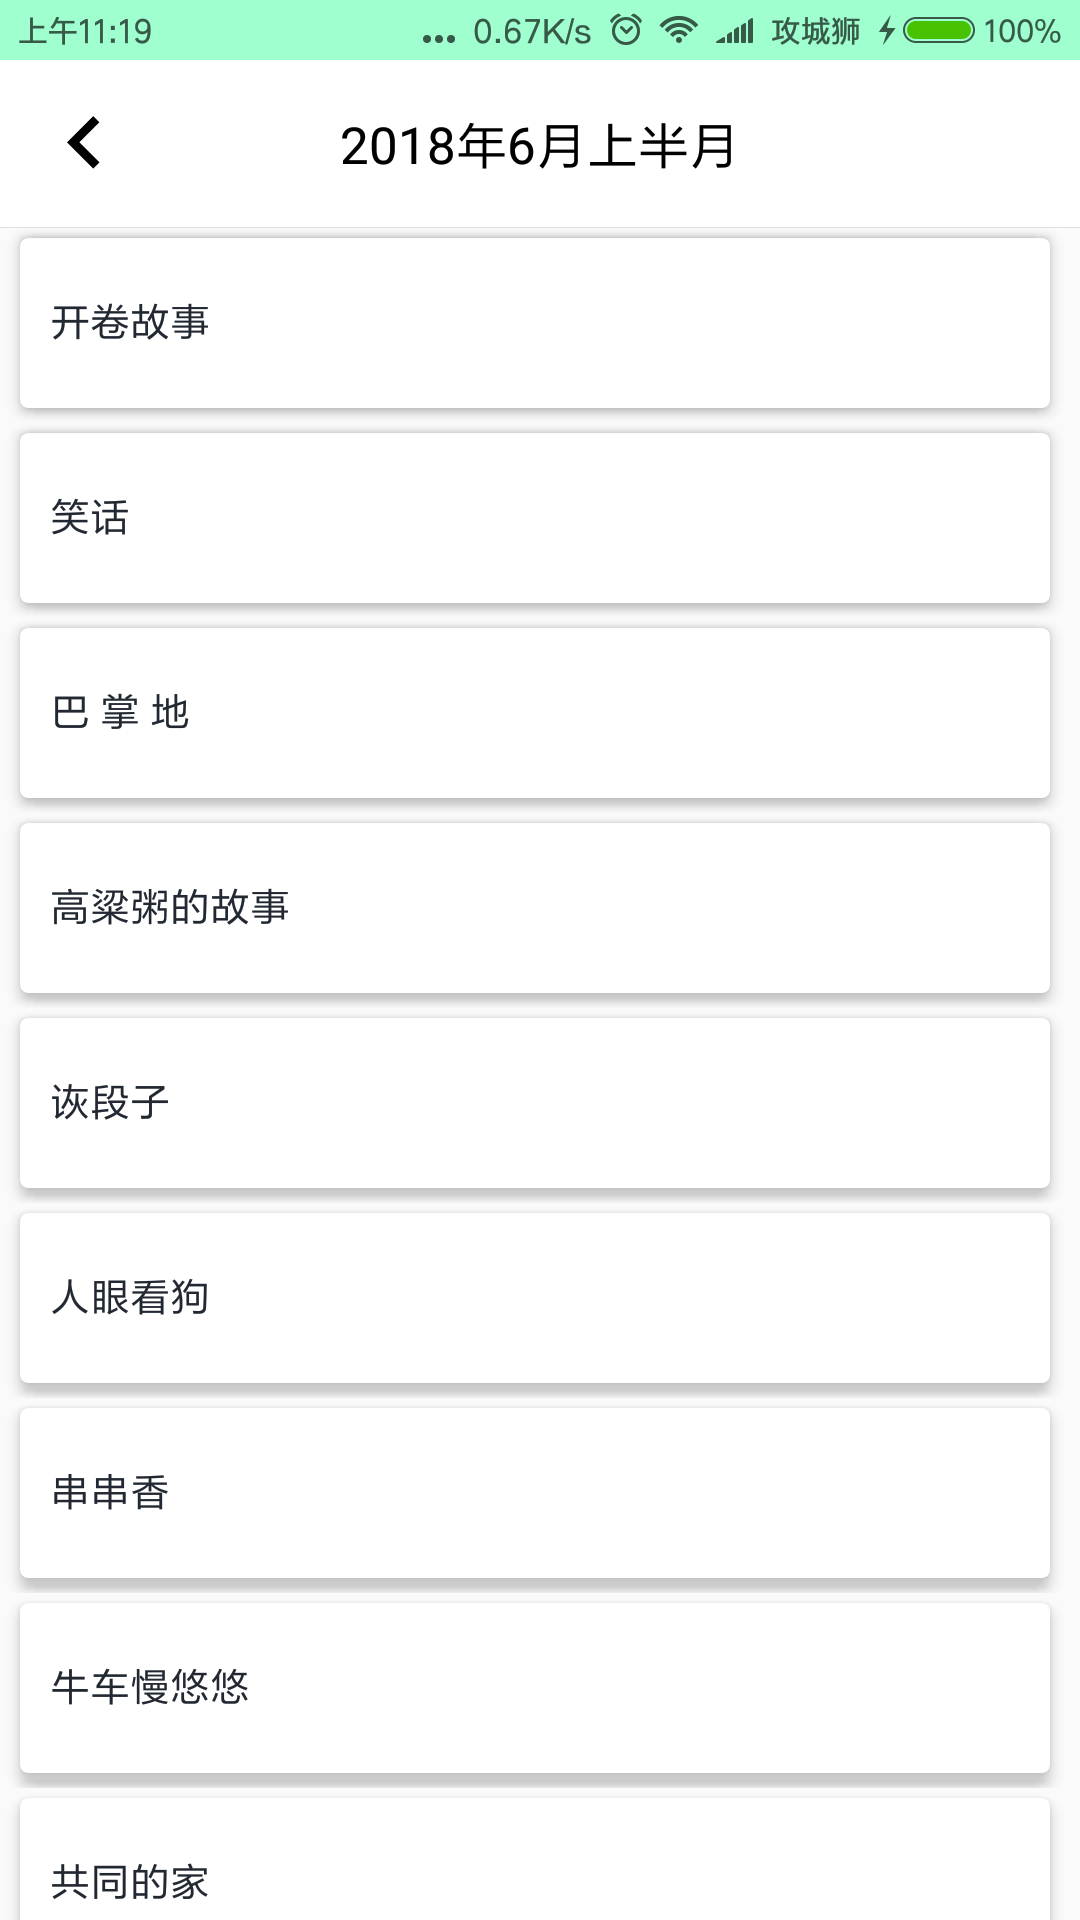 上午11:19 ... 0.67K/s 攻城狮 100%
2018年6月上半月
开卷故事
笑话
巴 掌 地
高粱粥的故事
诙段子
人眼看狗
串串香
牛车慢悠悠
共同的家